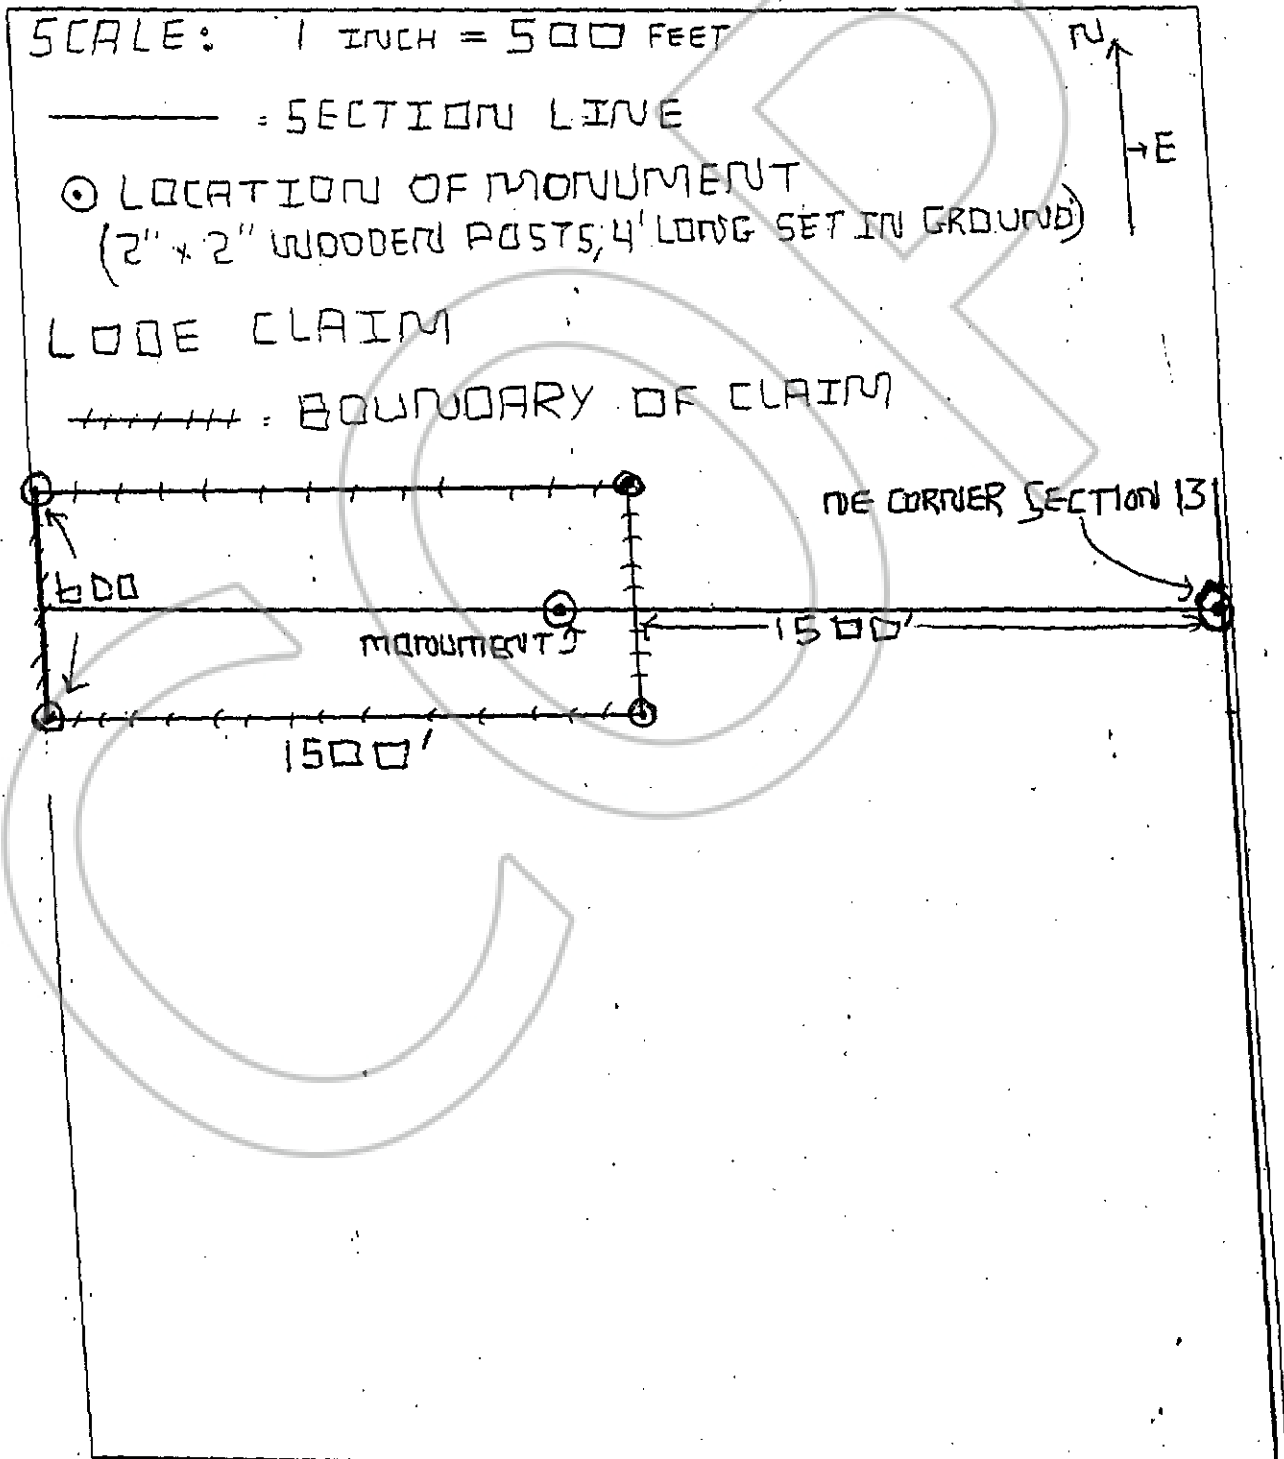 SCALE: 1 INCH = 500 FEET
N
= SECTION LINE
→ E
LOCATION OF MONUMENT
(2" x 2" WOODEN POSTS, 4' LONG SET IN GROUND)
LODE CLAIM
= BOUNDARY OF CLAIM
NE CORNER SECTION 13
600
MONUMENT
1500'
1500'
COP